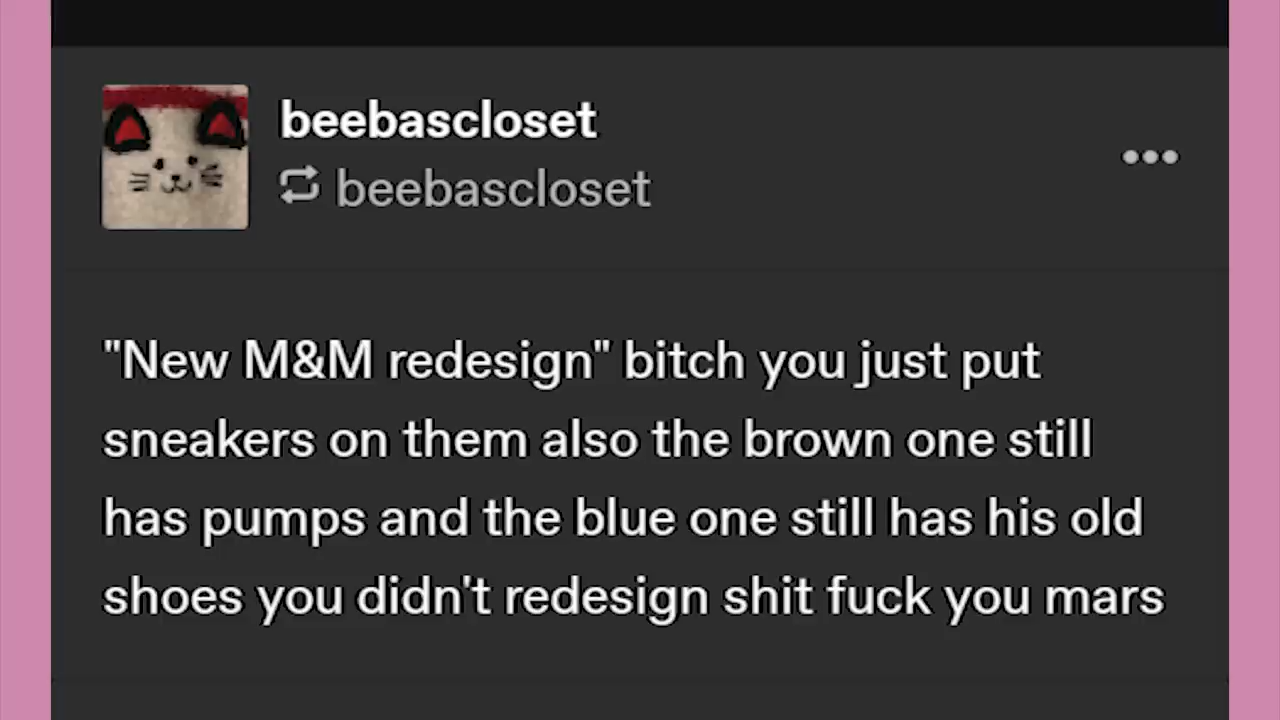 beebascloset
beebascloset
"New M&M redesign" bitch you just put
sneakers on them also the brown one still
has pumps and the blue one still has his old
shoes you didn't redesign shit fuck you mars